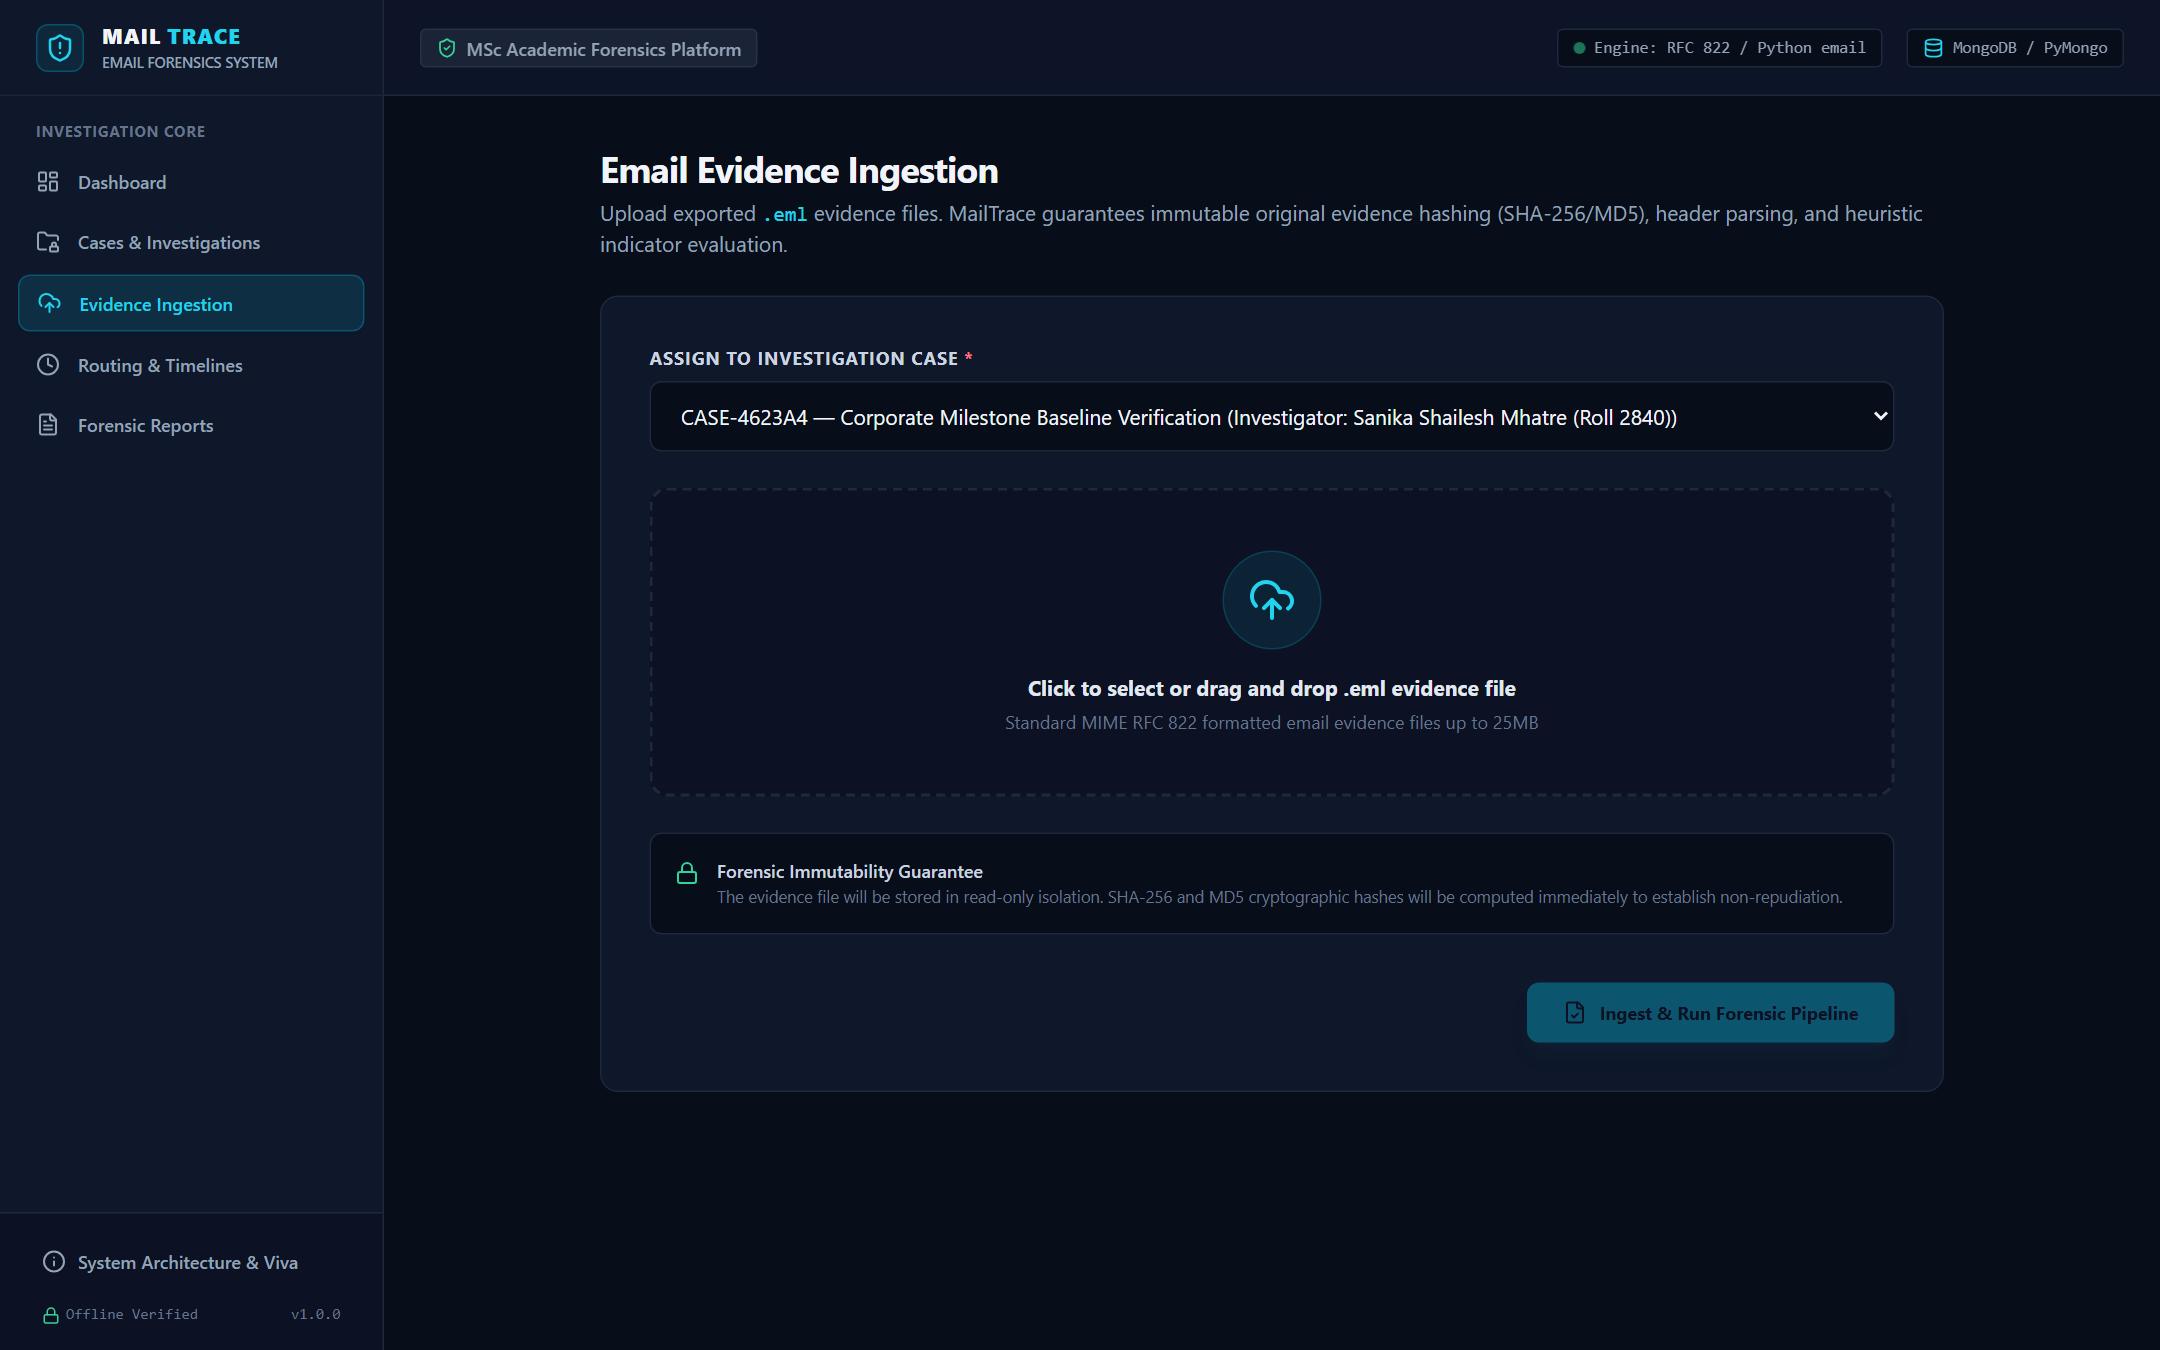 MAIL TRACE
EMAIL FORENSICS SYSTEM
MSc Academic Forensics Platform
Engine: RFC 822 / Python email
MongoDB / PyMongo
INVESTIGATION CORE
Dashboard
Cases & Investigations
Evidence Ingestion
Routing & Timelines
Forensic Reports
System Architecture & Viva
Offline Verified
v1.0.0
Email Evidence Ingestion
Upload exported .eml evidence files. MailTrace guarantees immutable original evidence hashing (SHA-256/MD5), header parsing, and heuristic
indicator evaluation.
ASSIGN TO INVESTIGATION CASE *
CASE-4623A4 — Corporate Milestone Baseline Verification (Investigator: Sanika Shailesh Mhatre (Roll 2840))
Click to select or drag and drop .eml evidence file
Standard MIME RFC 822 formatted email evidence files up to 25MB
Forensic Immutability Guarantee
The evidence file will be stored in read-only isolation. SHA-256 and MD5 cryptographic hashes will be computed immediately to establish non-repudiation.
Ingest & Run Forensic Pipeline